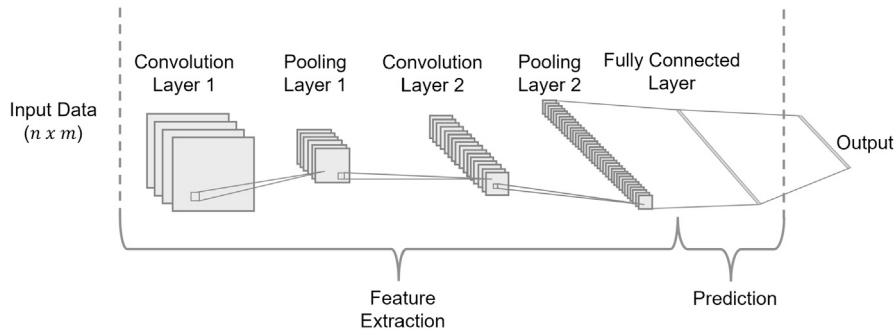 Input Data
(n x m)
Convolution
Layer 1
Pooling
Layer 1
Convolution
Layer 2
Pooling
Layer 2
Fully Connected
Layer
Output
Feature
Extraction
Prediction